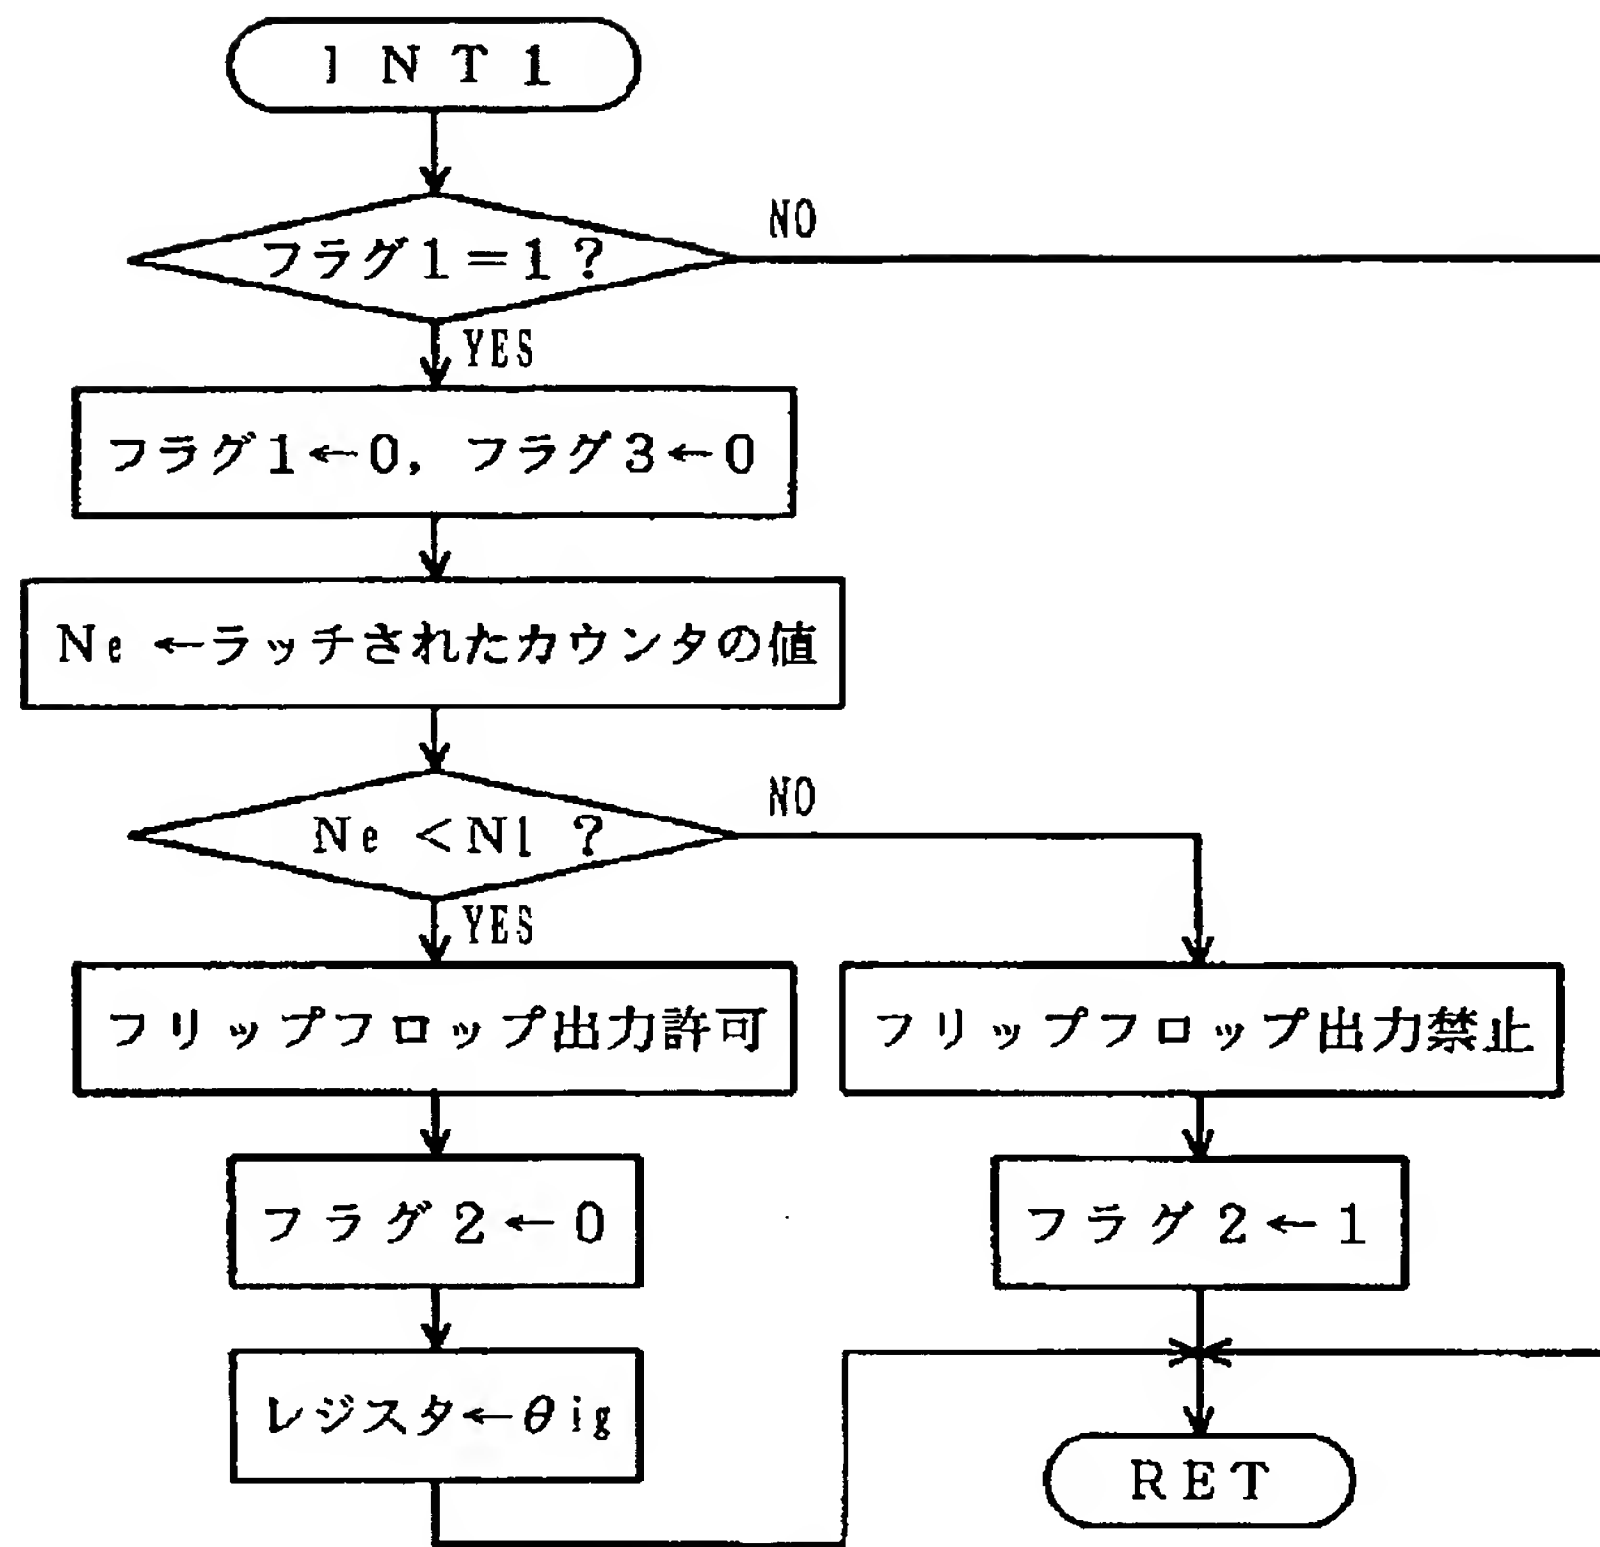 INT1
フラグ1=1?
NO
YES
フラグ1←0, フラグ3←0
Ne ←ラッチされたカウンタの値
Ne <Nl ?
NO
YES
フリップフロップ出力許可
フリップフロップ出力禁止
フラグ2←0
フラグ2←1
レジスタ←θig
RET